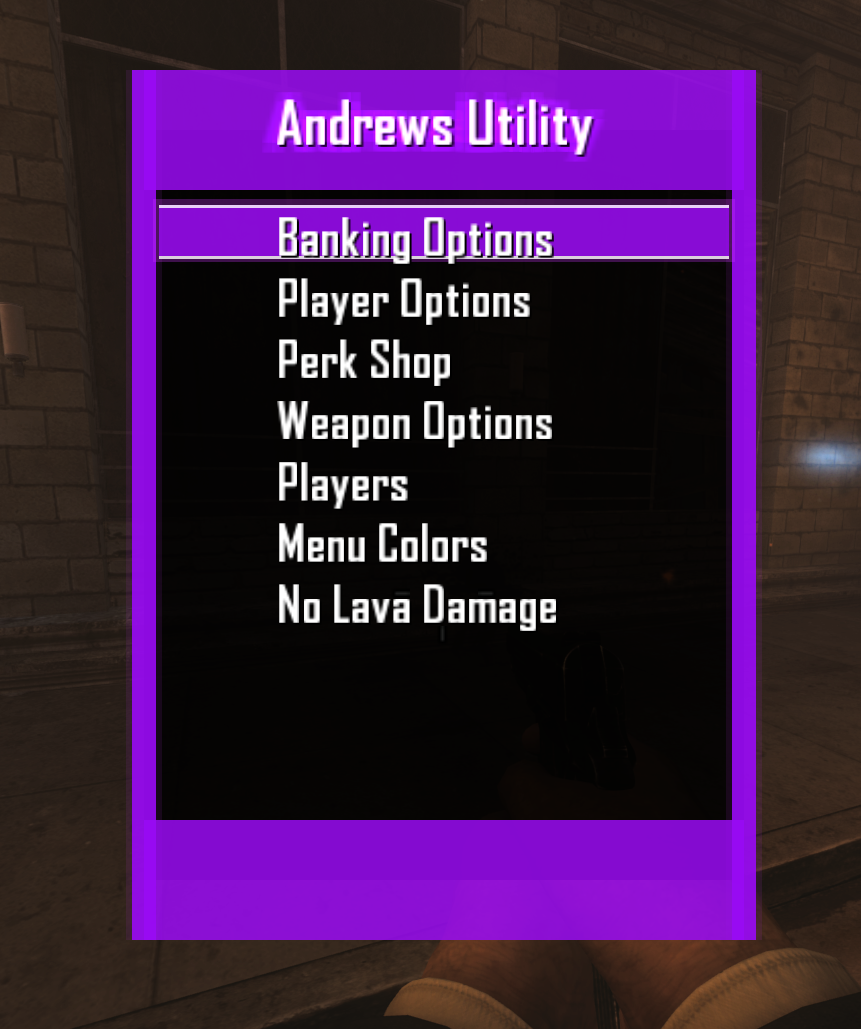 Andrews Utility
Banking Options
Player Options
Perk Shop
Weapon Options
Players
Menu Colors
No Lava Damage